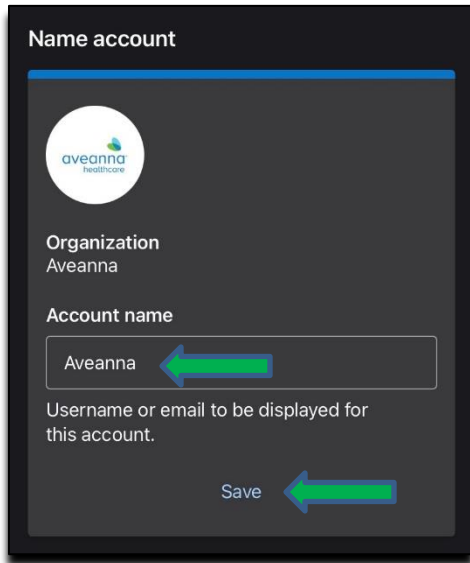 Name account
aveanna
healthcare
Organization
Aveanna
Account name
Aveanna
Username or email to be displayed for
this account.
Save